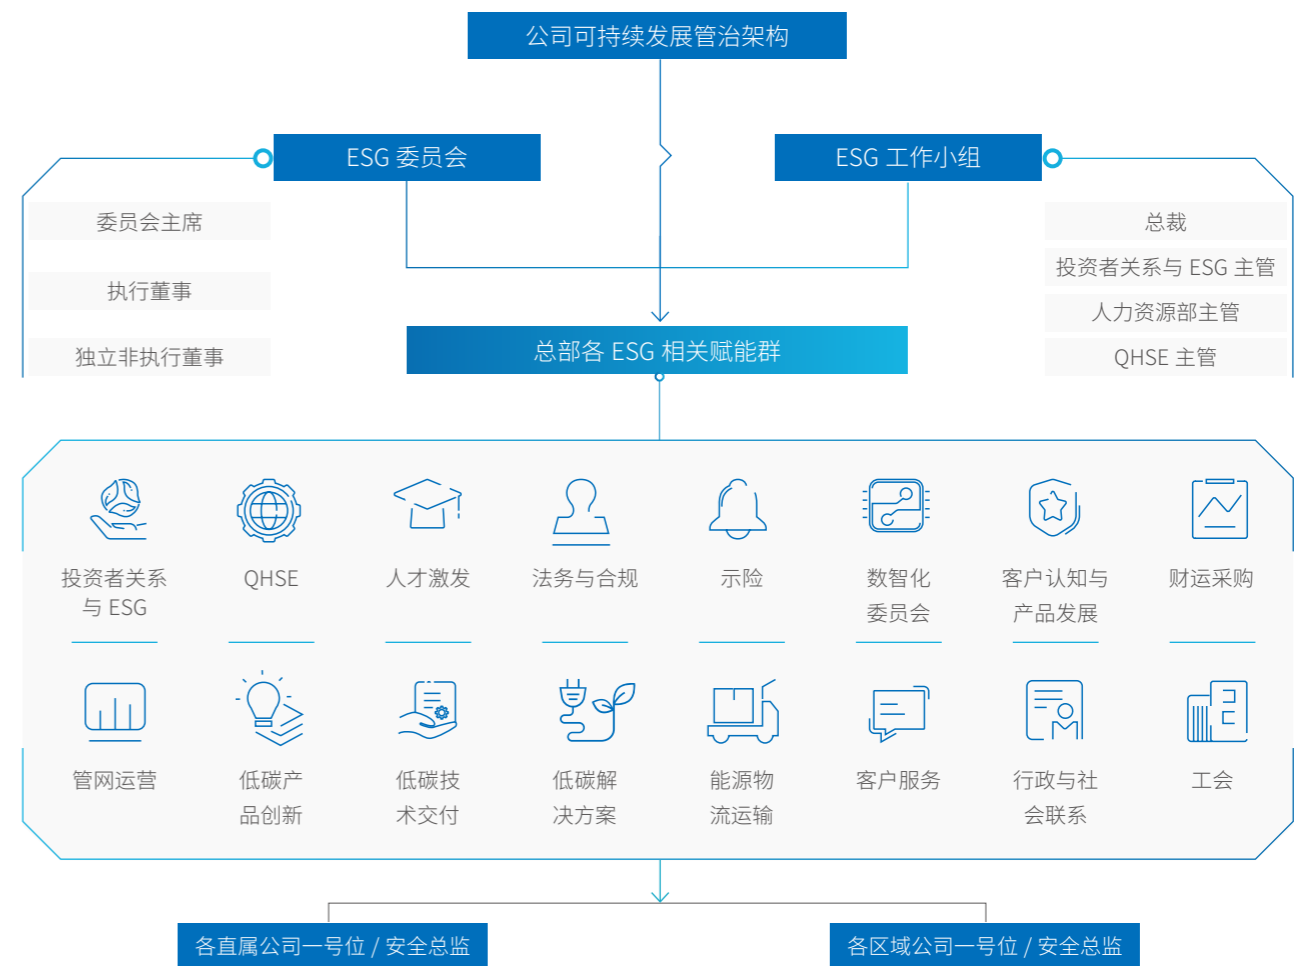 公司可持续发展管治架构
ESG 委员会
ESG 工作小组
委员会主席
执行董事
独立非执行董事
总裁
投资者关系与 ESG 主管
人力资源部主管
QHSE 主管
总部各 ESG 相关赋能群
投资者关系
与 ESG
QHSE
人才激发
法务与合规
示险
数智化
委员会
客户认知与
产品发展
财运采购
管网运营
低碳产
品创新
低碳技
术交付
低碳解
决方案
能源物
流运输
客户服务
行政与社
会联系
工会
各直属公司一号位 / 安全总监
各区域公司一号位 / 安全总监